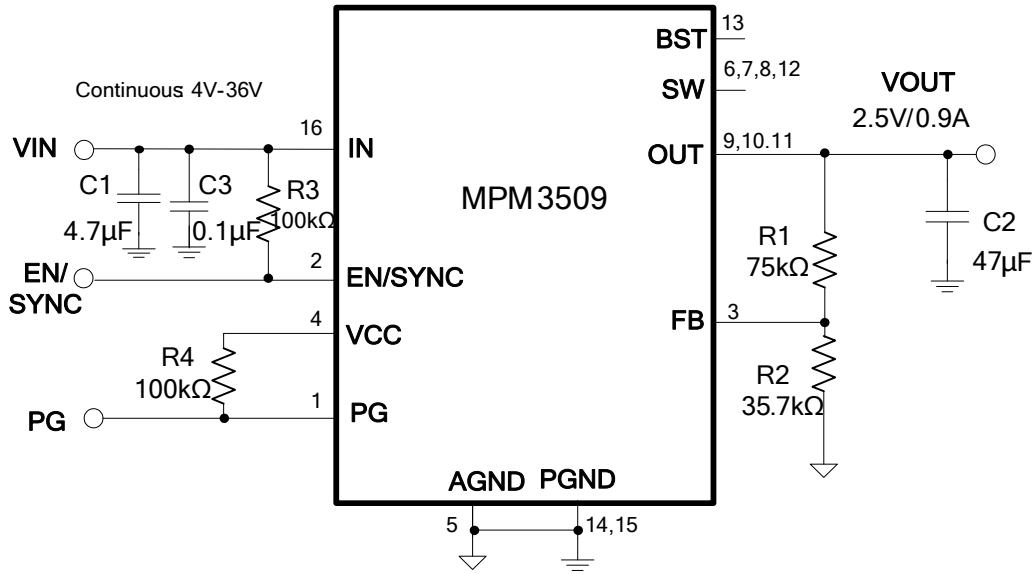 13
BST
6,7,8,12
SW
VOUT
2.5V/0.9A
Continuous: 4V-36V
16
VIN
IN
9,10.11
OUT
C1
C3
R3
100kΩ
MPM3509
4.7µF
0.1µF
C2
47µF
R1
75kΩ
EN/
SYNC
2
EN/SYNC
4
VCC
3
FB
R4
100kΩ
R2
35.7kΩ
1
PG
PG
AGND
PGND
5
14,15